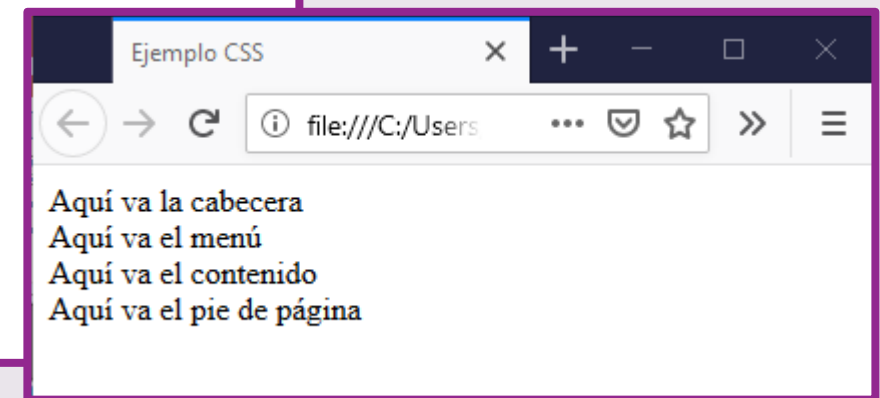 Ejemplo CSS
file:///C:/Users
Aquí va la cabecera
Aquí va el menú
Aquí va el contenido
Aquí va el pie de página